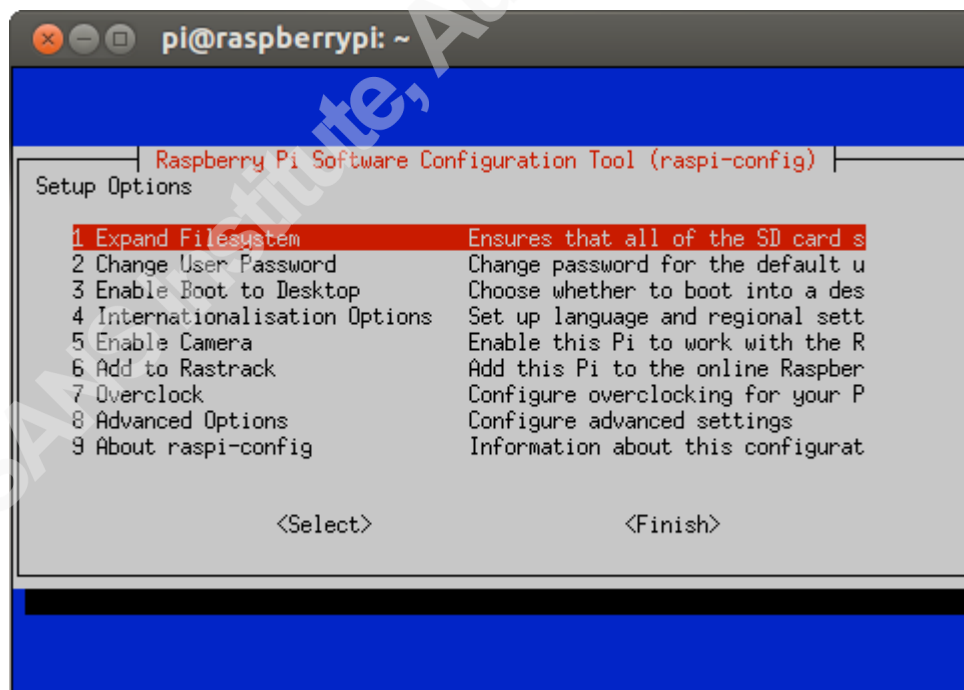 pi@raspberrypi: ~
Raspberry Pi Software Configuration Tool (raspi-config)
Setup Options
1 Expand Filesystem Ensures that all of the SD card s
2 Change User Password Change password for the default u
3 Enable Boot to Desktop Choose whether to boot into a des
4 Internationalisation Options Set up language and regional sett
5 Enable Camera Enable this Pi to work with the R
6 Add to Rastrack Add this Pi to the online Raspber
7 Overclock Configure overclocking for your P
8 Advanced Options Configure advanced settings
9 About raspi-config Information about this configurat
<Select> <Finish>
SANS Institute,